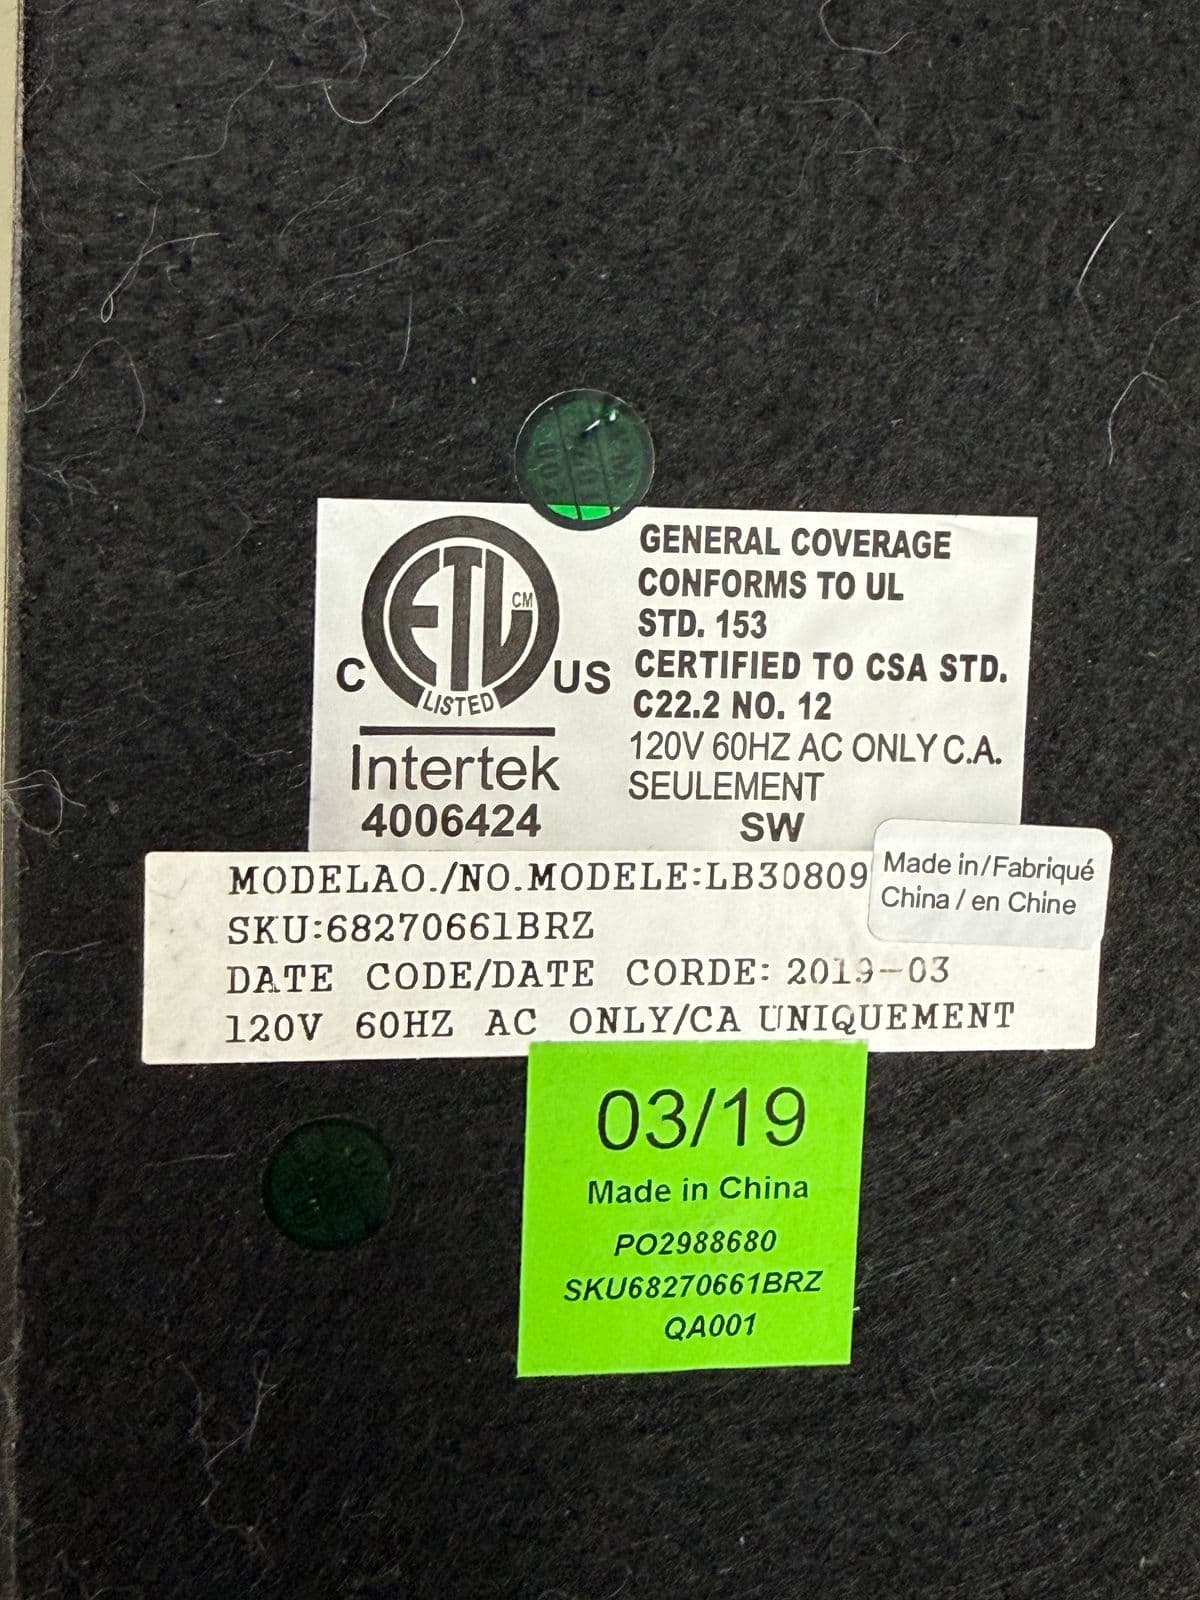 ETL CM
LISTED
C US
Intertek
4006424
GENERAL COVERAGE
CONFORMS TO UL
STD. 153
CERTIFIED TO CSA STD.
C22.2 NO. 12
120V 60HZ AC ONLY C.A.
SEULEMENT
SW
MODELAO./NO.MODELE:LB30809
Made in/Fabriqué
China / en Chine
SKU:68270661BRZ
DATE CODE/DATE CORDE: 2019-03
120V 60HZ AC ONLY/CA UNIQUEMENT
03/19
Made in China
PO2988680
SKU68270661BRZ
QA001